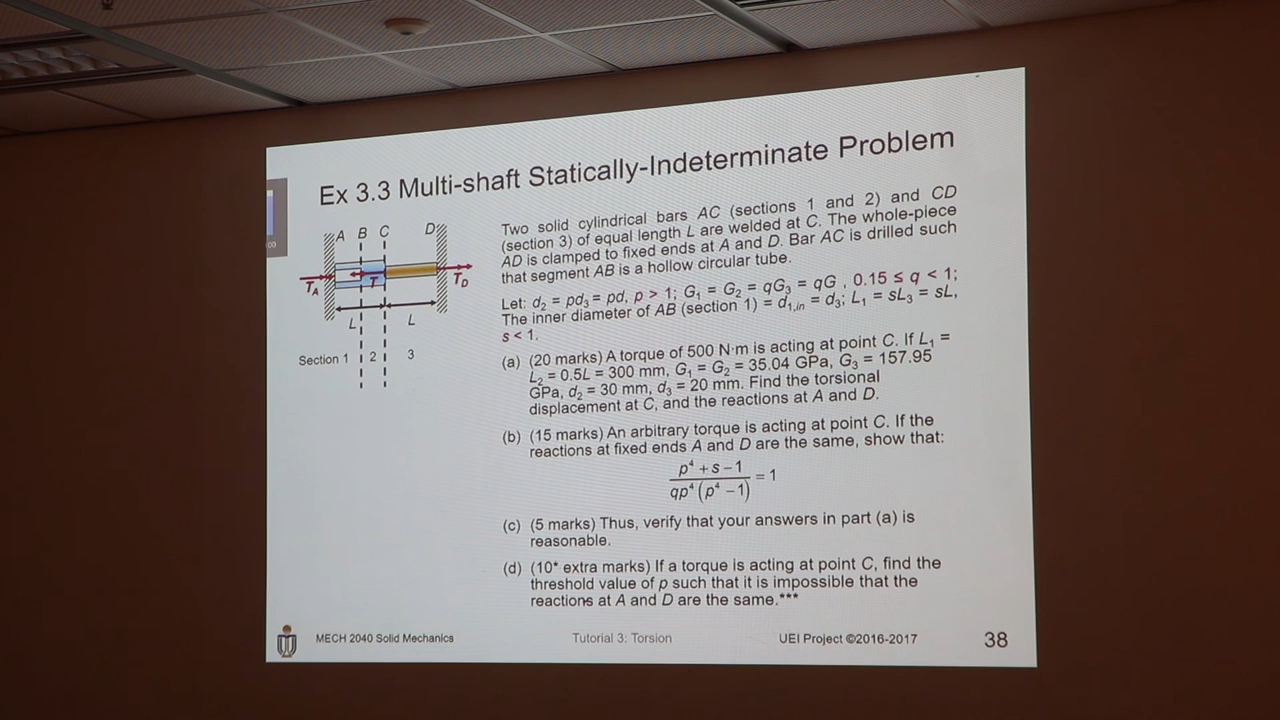 Ex 3.3 Multi-shaft Statically-Indeterminate Problem
A B C D
T_A T T_D
L L
Section 1 2 3
Two solid cylindrical bars AC (sections 1 and 2) and CD
(section 3) of equal length L are welded at C. The whole-piece
AD is clamped to fixed ends at A and D. Bar AC is drilled such
that segment AB is a hollow circular tube.
Let: d₂ = pd₃ = pd, p > 1; G₁ = G₂ = qG₃ = qG , 0.15 ≤ q < 1;
The inner diameter of AB (section 1) = d₁,ᵢₙ = d₃; L₁ = sL₃ = sL,
s < 1.
(a) (20 marks) A torque of 500 N·m is acting at point C. If L₁ =
L₂ = 0.5L = 300 mm, G₁ = G₂ = 35.04 GPa, G₃ = 157.95
GPa, d₂ = 30 mm, d₃ = 20 mm. Find the torsional
displacement at C, and the reactions at A and D.
(b) (15 marks) An arbitrary torque is acting at point C. If the
reactions at fixed ends A and D are the same, show that:
p⁴ + s – 1
qp⁴ (p⁴ – 1)
= 1
(c) (5 marks) Thus, verify that your answers in part (a) is
reasonable.
(d) (10* extra marks) If a torque is acting at point C, find the
threshold value of p such that it is impossible that the
reactions at A and D are the same.***
MECH 2040 Solid Mechanics
Tutorial 3: Torsion
UEI Project ©2016-2017
38